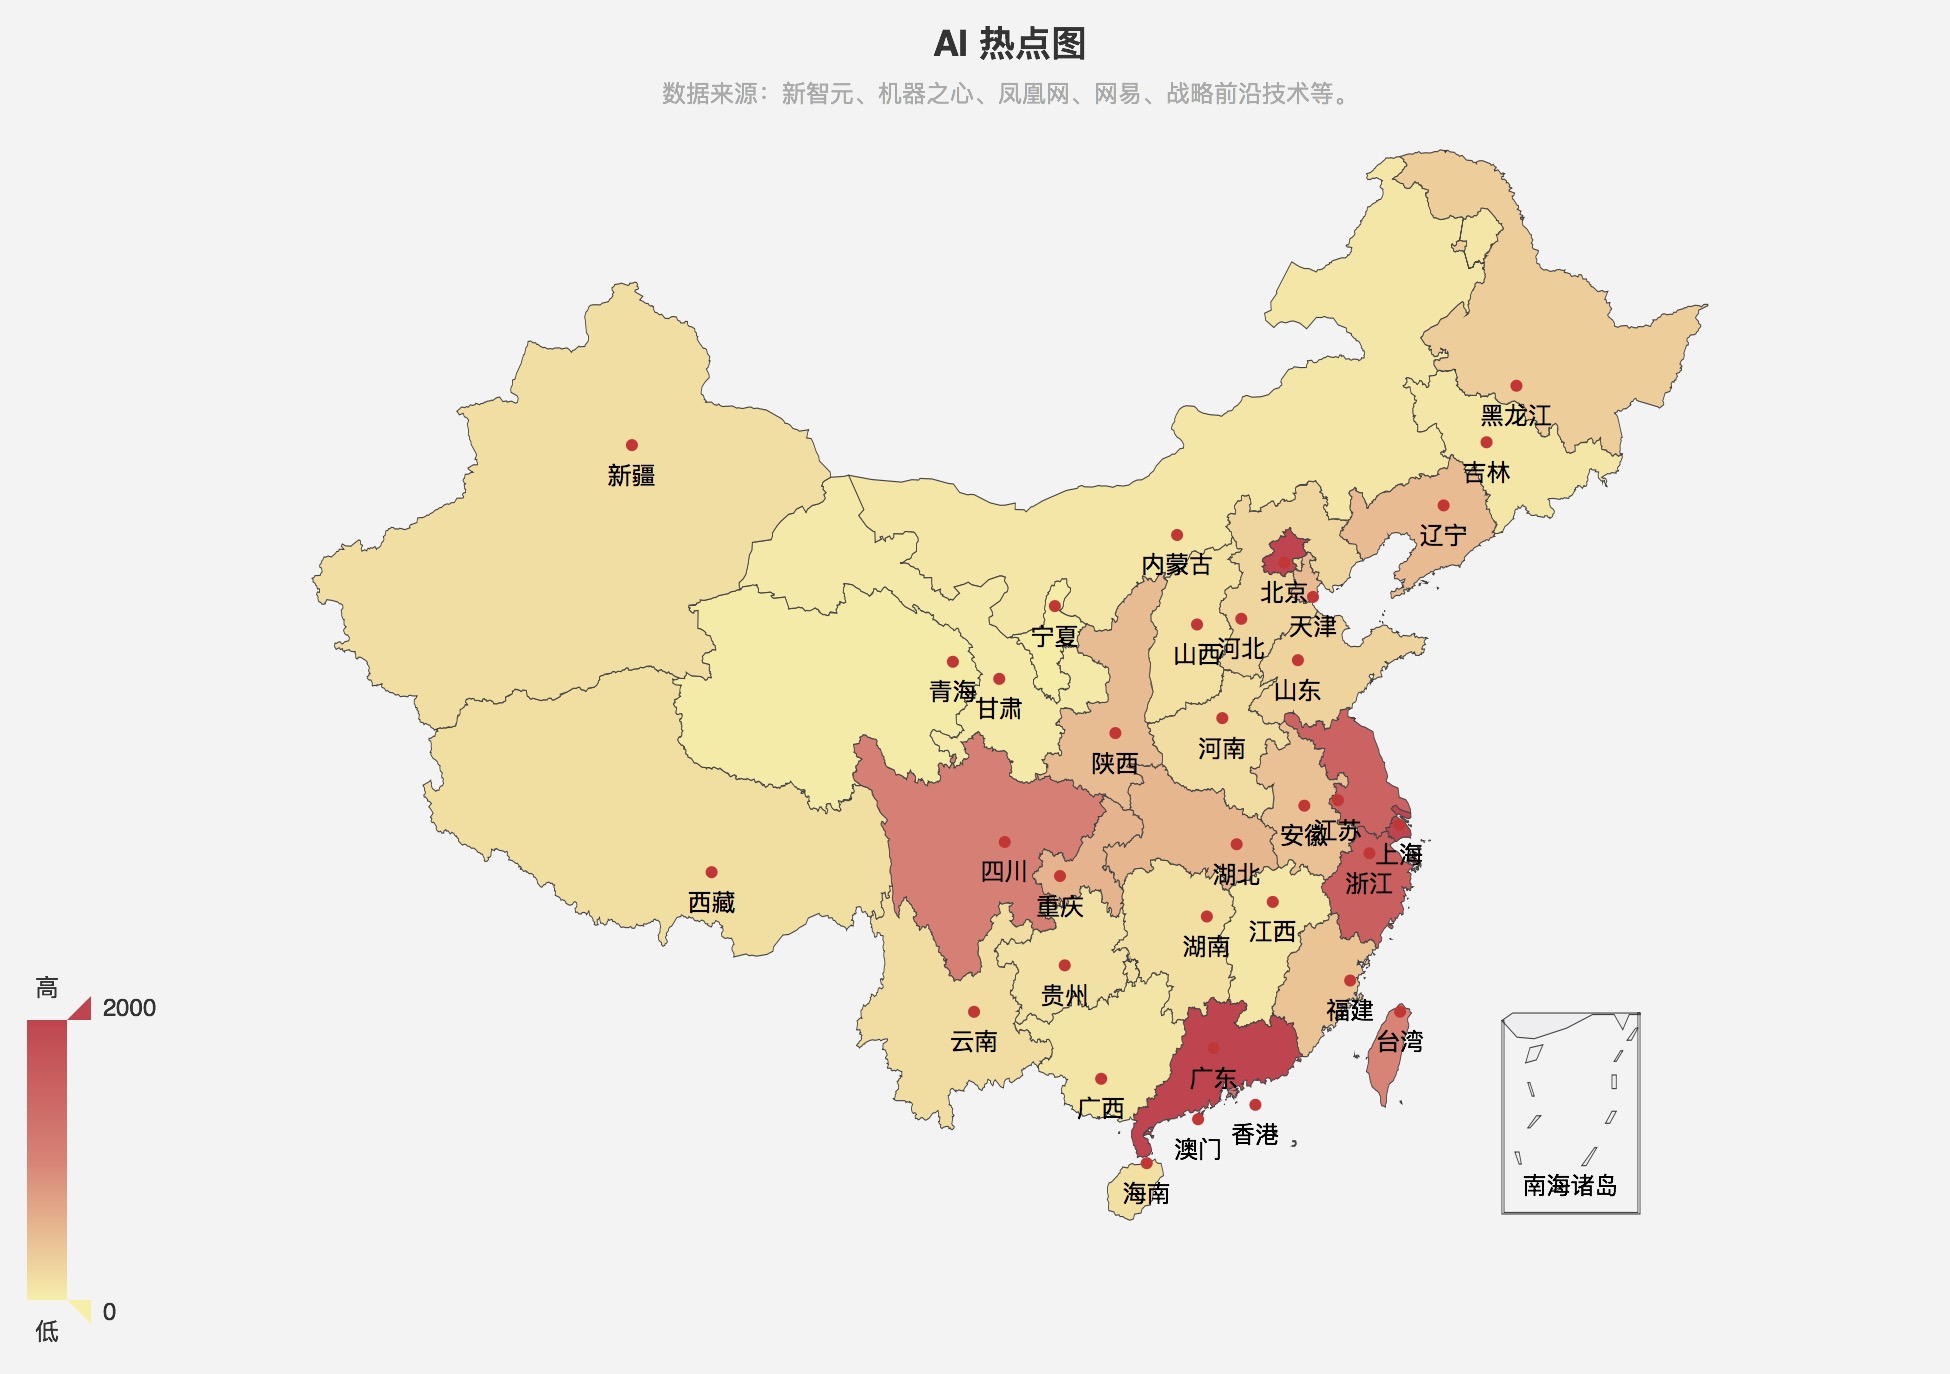 AI 热点图
数据来源：新智元、机器之心、凤凰网、网易、战略前沿技术等。
黑龙江
吉林
新疆
辽宁
内蒙古
北京
天津
宁夏
山西
河北
青海
甘肃
山东
河南
陕西
安徽
江苏
上海
四川
湖北
浙江
西藏
重庆
江西
湖南
贵州
福建
云南
台湾
广东
广西
香港
澳门
南海诸岛
海南
高
2000
0
低